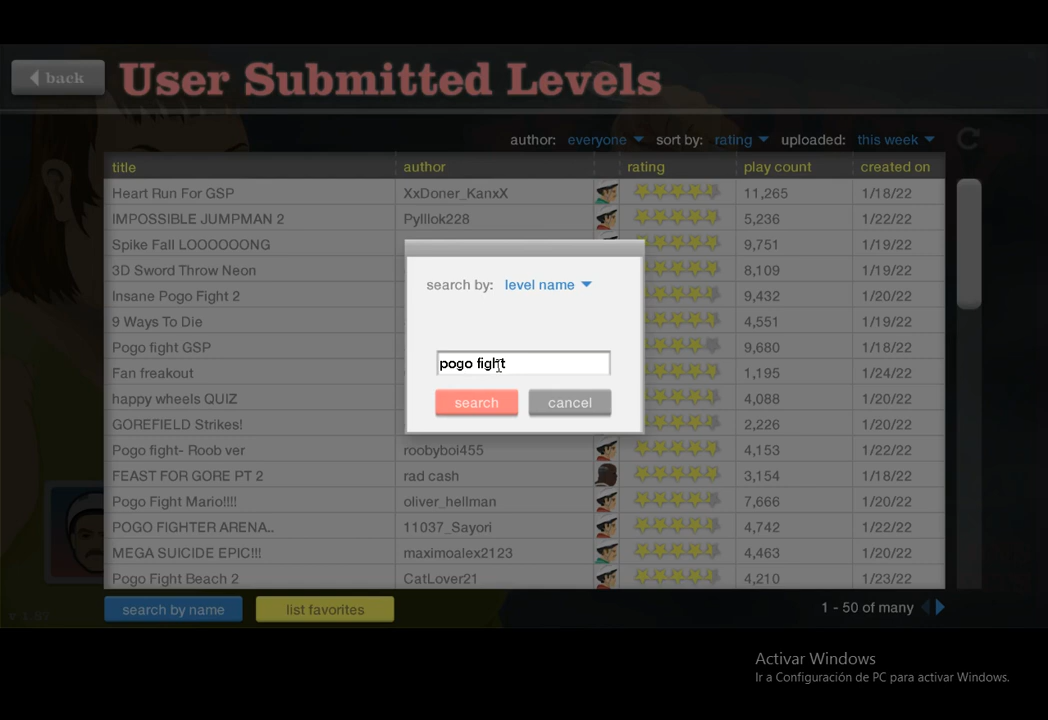 back
User Submitted Levels
author: everyone sort by: rating uploaded: this week
title author rating play count created on
Heart Run For GSP XxDoner_KanxX 11,265 1/18/22
IMPOSSIBLE JUMPMAN 2 Pylllok228 5,236 1/22/22
Spike Fall LOOOOOONG 9,751 1/19/22
3D Sword Throw Neon 8,109 1/19/22
Insane Pogo Fight 2 9,432 1/20/22
9 Ways To Die 4,551 1/19/22
Pogo fight GSP 9,680 1/18/22
Fan freakout 1,195 1/24/22
happy wheels QUIZ 4,088 1/20/22
GOREFIELD Strikes! 2,226 1/20/22
Pogo fight- Roob ver roobyboi455 4,153 1/22/22
FEAST FOR GORE PT 2 rad cash 3,154 1/18/22
Pogo Fight Mario!!!! oliver_hellman 7,666 1/20/22
POGO FIGHTER ARENA.. 11037_Sayori 4,742 1/22/22
MEGA SUICIDE EPIC!!! maximoalex2123 4,463 1/20/22
Pogo Fight Beach 2 CatLover21 4,210 1/23/22
search by: level name
pogo fight
search cancel
search by name list favorites 1 - 50 of many
Activar Windows
Ir a Configuración de PC para activar Windows.